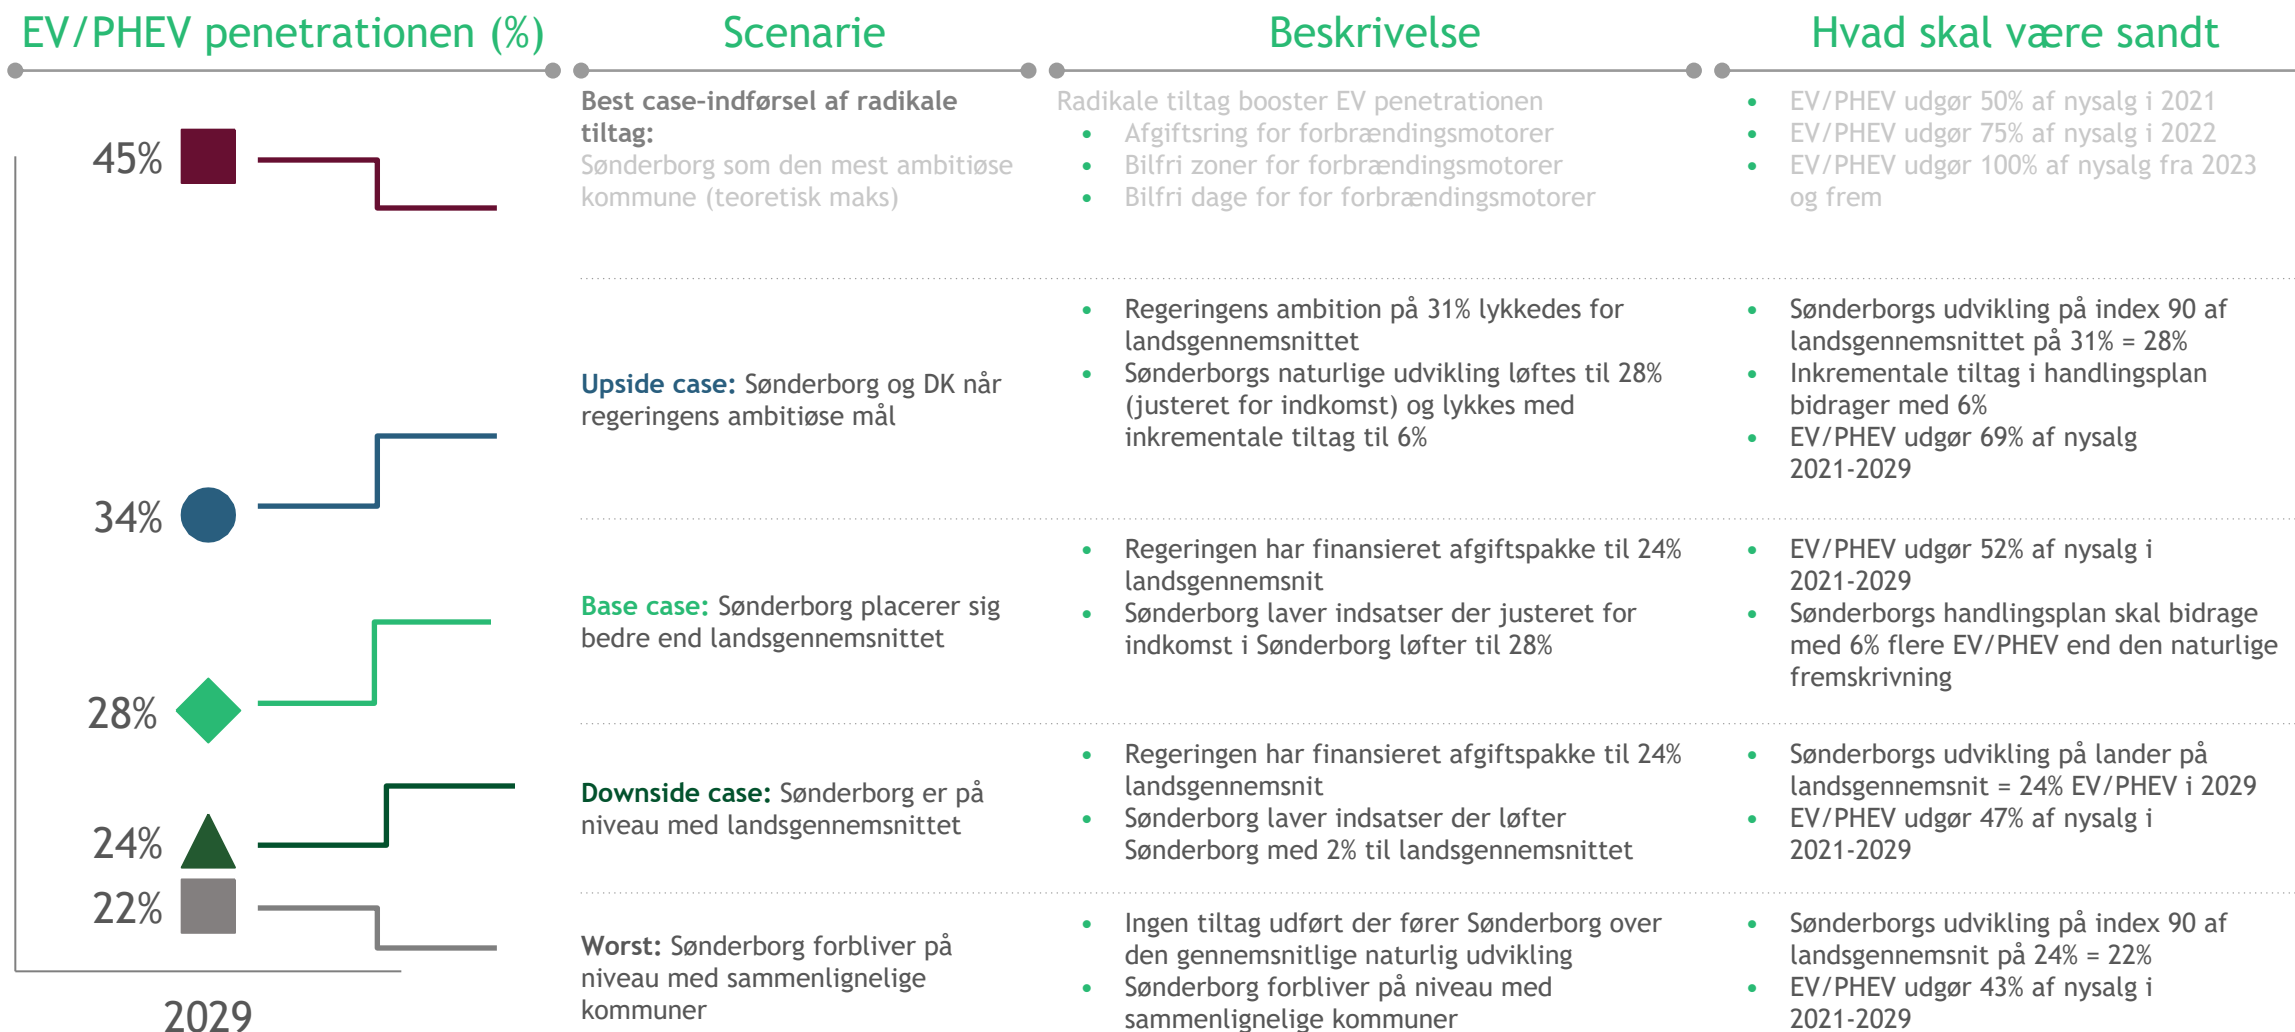 EV/PHEV penetrationen (%)
Scenarie
Beskrivelse
Hvad skal være sandt
45%
Best case-indførsel af radikale
tiltag:
Sønderborg som den mest ambitiøse
kommune (teoretisk maks)
Radikale tiltag booster EV penetrationen
• Afgiftsring for forbrændingsmotorer
• Bilfri zoner for forbrændingsmotorer
• Bilfri dage for for forbrændingsmotorer
• EV/PHEV udgør 50% af nysalg i 2021
• EV/PHEV udgør 75% af nysalg i 2022
• EV/PHEV udgør 100% af nysalg fra 2023
og frem
34%
Upside case: Sønderborg og DK når
regeringens ambitiøse mål
• Regeringens ambition på 31% lykkedes for
landsgennemsnittet
• Sønderborgs naturlige udvikling løftes til 28%
(justeret for indkomst) og lykkes med
inkrementale tiltag til 6%
• Sønderborgs udvikling på index 90 af
landsgennemsnittet på 31% = 28%
• Inkrementale tiltag i handlingsplan
bidrager med 6%
• EV/PHEV udgør 69% af nysalg
2021-2029
28%
Base case: Sønderborg placerer sig
bedre end landsgennemsnittet
• Regeringen har finansieret afgiftspakke til 24%
landsgennemsnit
• Sønderborg laver indsatser der justeret for
indkomst i Sønderborg løfter til 28%
• EV/PHEV udgør 52% af nysalg i
2021-2029
• Sønderborgs handlingsplan skal bidrage
med 6% flere EV/PHEV end den naturlige
fremskrivning
24%
Downside case: Sønderborg er på
niveau med landsgennemsnittet
• Regeringen har finansieret afgiftspakke til 24%
landsgennemsnit
• Sønderborg laver indsatser der løfter
Sønderborg med 2% til landsgennemsnittet
• Sønderborgs udvikling på lander på
landsgennemsnit = 24% EV/PHEV i 2029
• EV/PHEV udgør 47% af nysalg i
2021-2029
22%
Worst: Sønderborg forbliver på
niveau med sammenlignelige
kommuner
• Ingen tiltag udført der fører Sønderborg over
den gennemsnitlige naturlig udvikling
• Sønderborg forbliver på niveau med
sammenlignelige kommuner
• Sønderborgs udvikling på index 90 af
landsgennemsnit på 24% = 22%
• EV/PHEV udgør 43% af nysalg i
2021-2029
2029